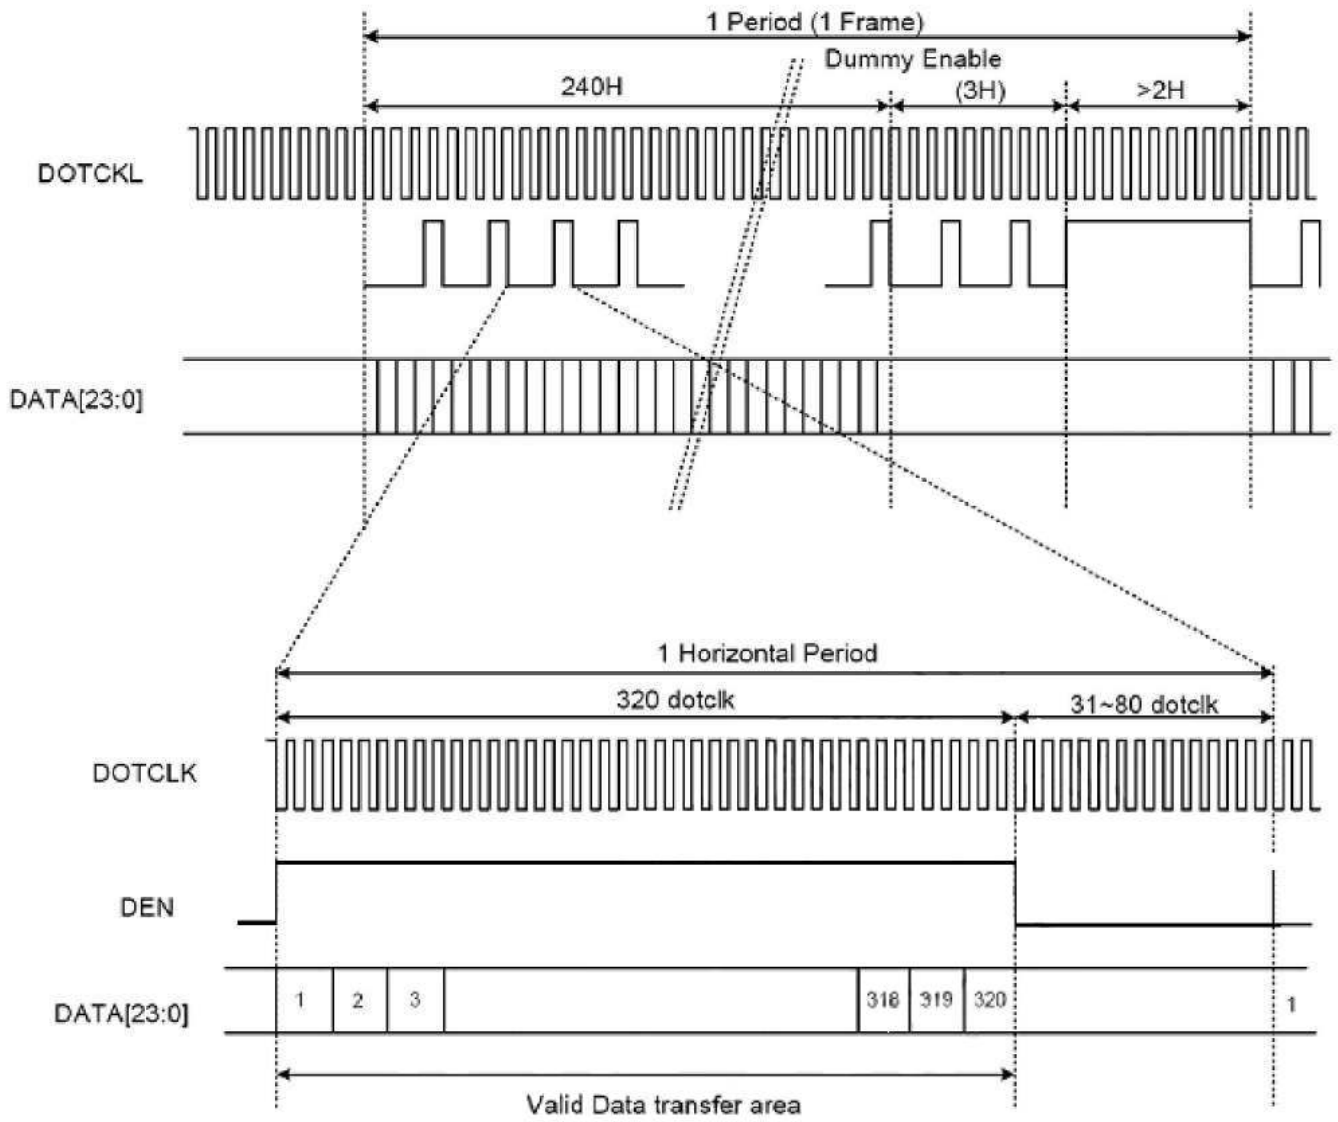 1 Period (1 Frame)
Dummy Enable
240H
(3H)
>2H
DOTCKL
DATA[23:0]
1 Horizontal Period
320 dotclk
31~80 dotclk
DOTCLK
DEN
DATA[23:0]
1
2
3
318
919
320
1
Valid Data transfer area